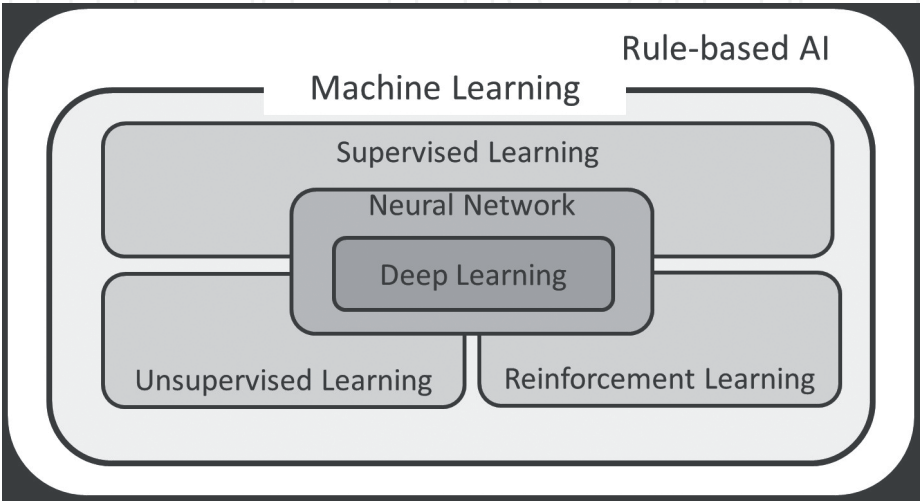 Rule-based AI
Machine Learning
Supervised Learning
Neural Network
Deep Learning
Unsupervised Learning
Reinforcement Learning